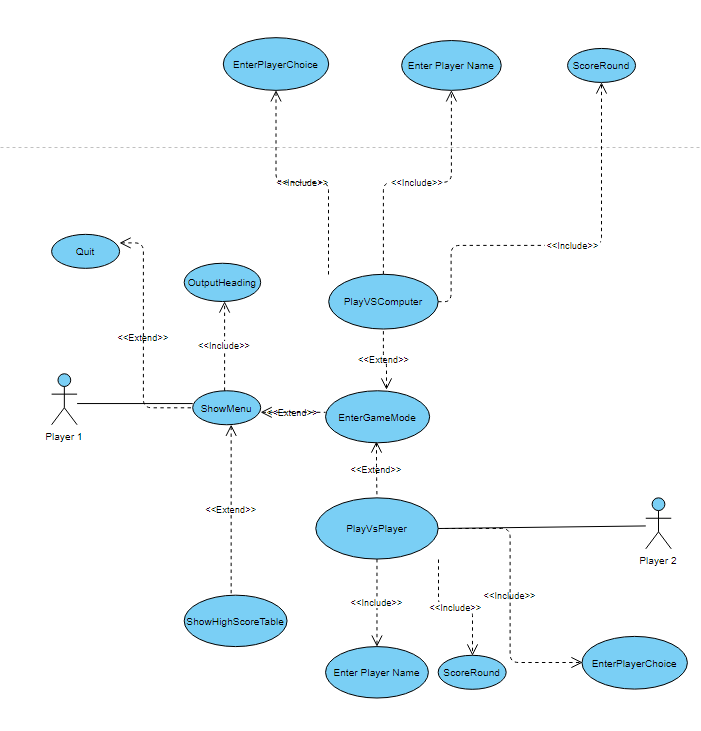 EnterPlayerChoice
Enter Player Name
ScoreRound
<<Include>>
<<Include>>
<<Include>>
Quit
OutputHeading
PlayVSComputer
<<Extend>>
<<Include>>
<<Extend>>
Player 1
ShowMenu
<<Extend>>
EnterGameMode
<<Extend>>
<<Extend>>
PlayVsPlayer
Player 2
<<Include>>
<<Include>>
<<Include>>
ShowHighScoreTable
Enter Player Name
ScoreRound
EnterPlayerChoice